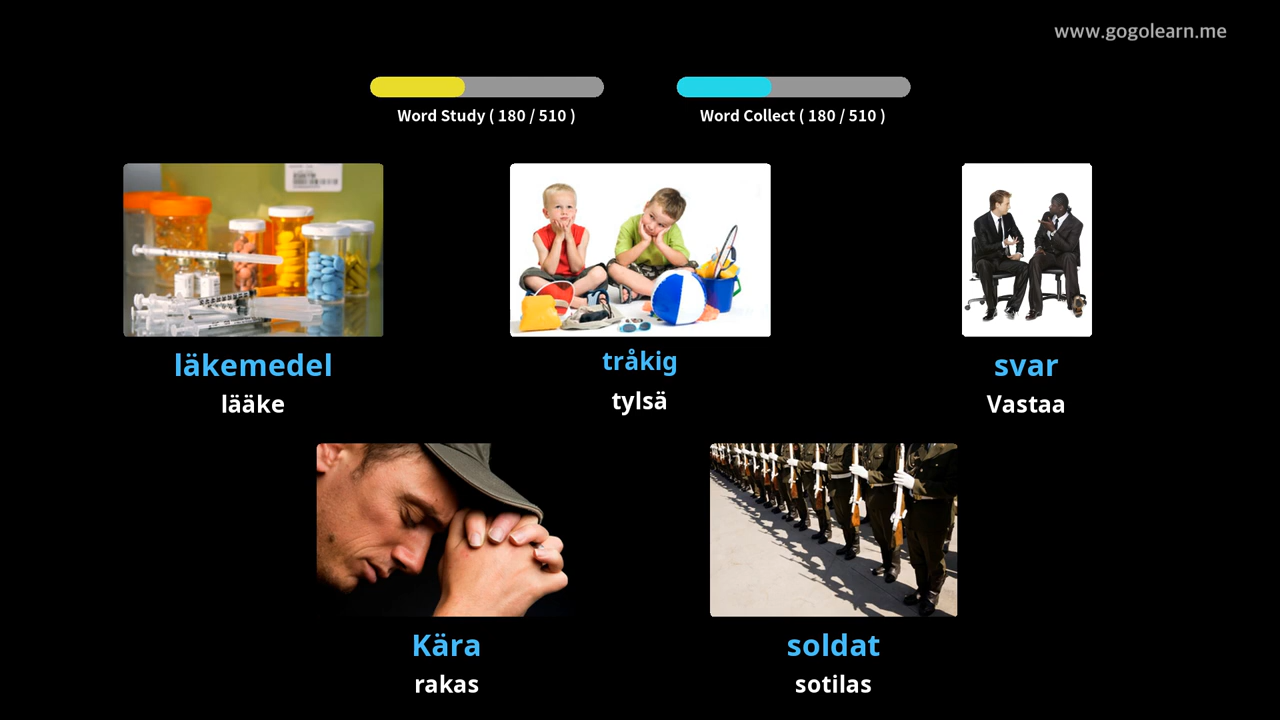 www.gogolearn.me
Word Study ( 180 / 510 )
Word Collect ( 180 / 510 )
läkemedel
lääke
tråkig
tylsä
svar
Vastaa
Kära
rakas
soldat
sotilas